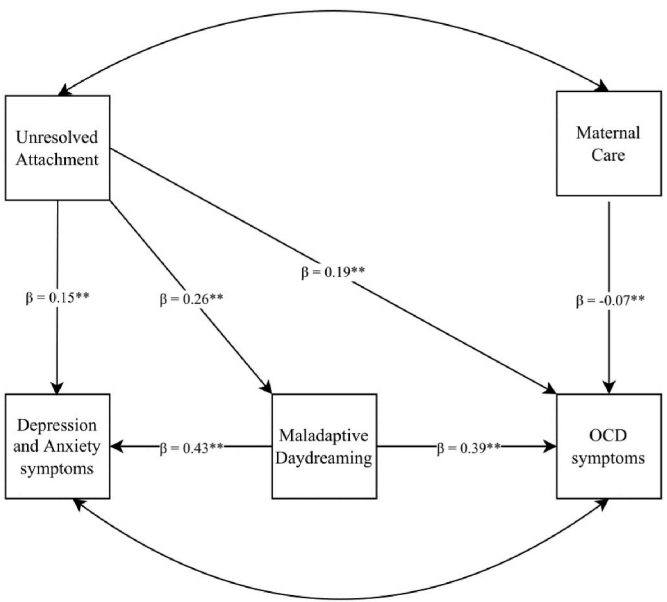 Unresolved
Attachment
Maternal
Care
β = 0.19**
β = 0.15**
β = 0.26**
β = -0.07**
Depression
and Anxiety
symptoms
Maladaptive
Daydreaming
OCD
symptoms
β = 0.43**
β = 0.39**